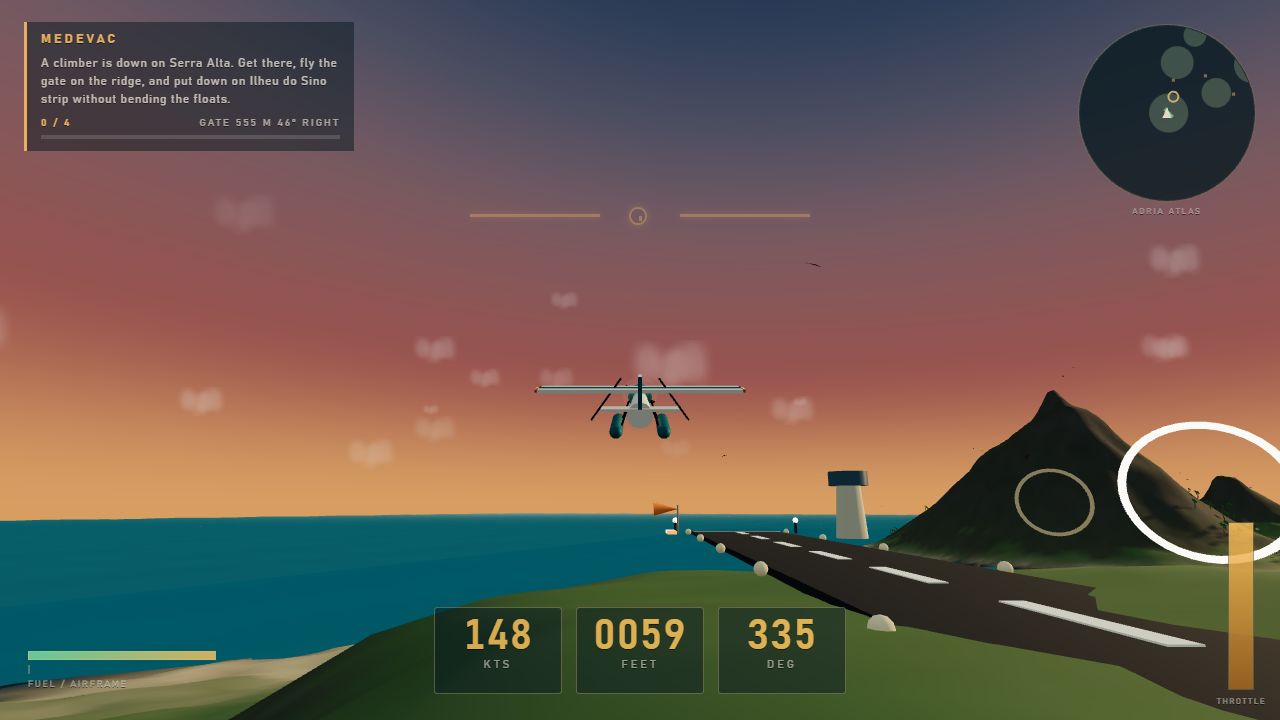 MEDEVAC
A climber is down on Serra Alta. Get there, fly the
gate on the ridge, and put down on Ilheu do Sino
strip without bending the floats.
0 / 4 GATE 555 M 46° RIGHT
ADRIA ATLAS
148 0059 335
KTS FEET DEG
FUEL / AIRFRAME
THROTTLE